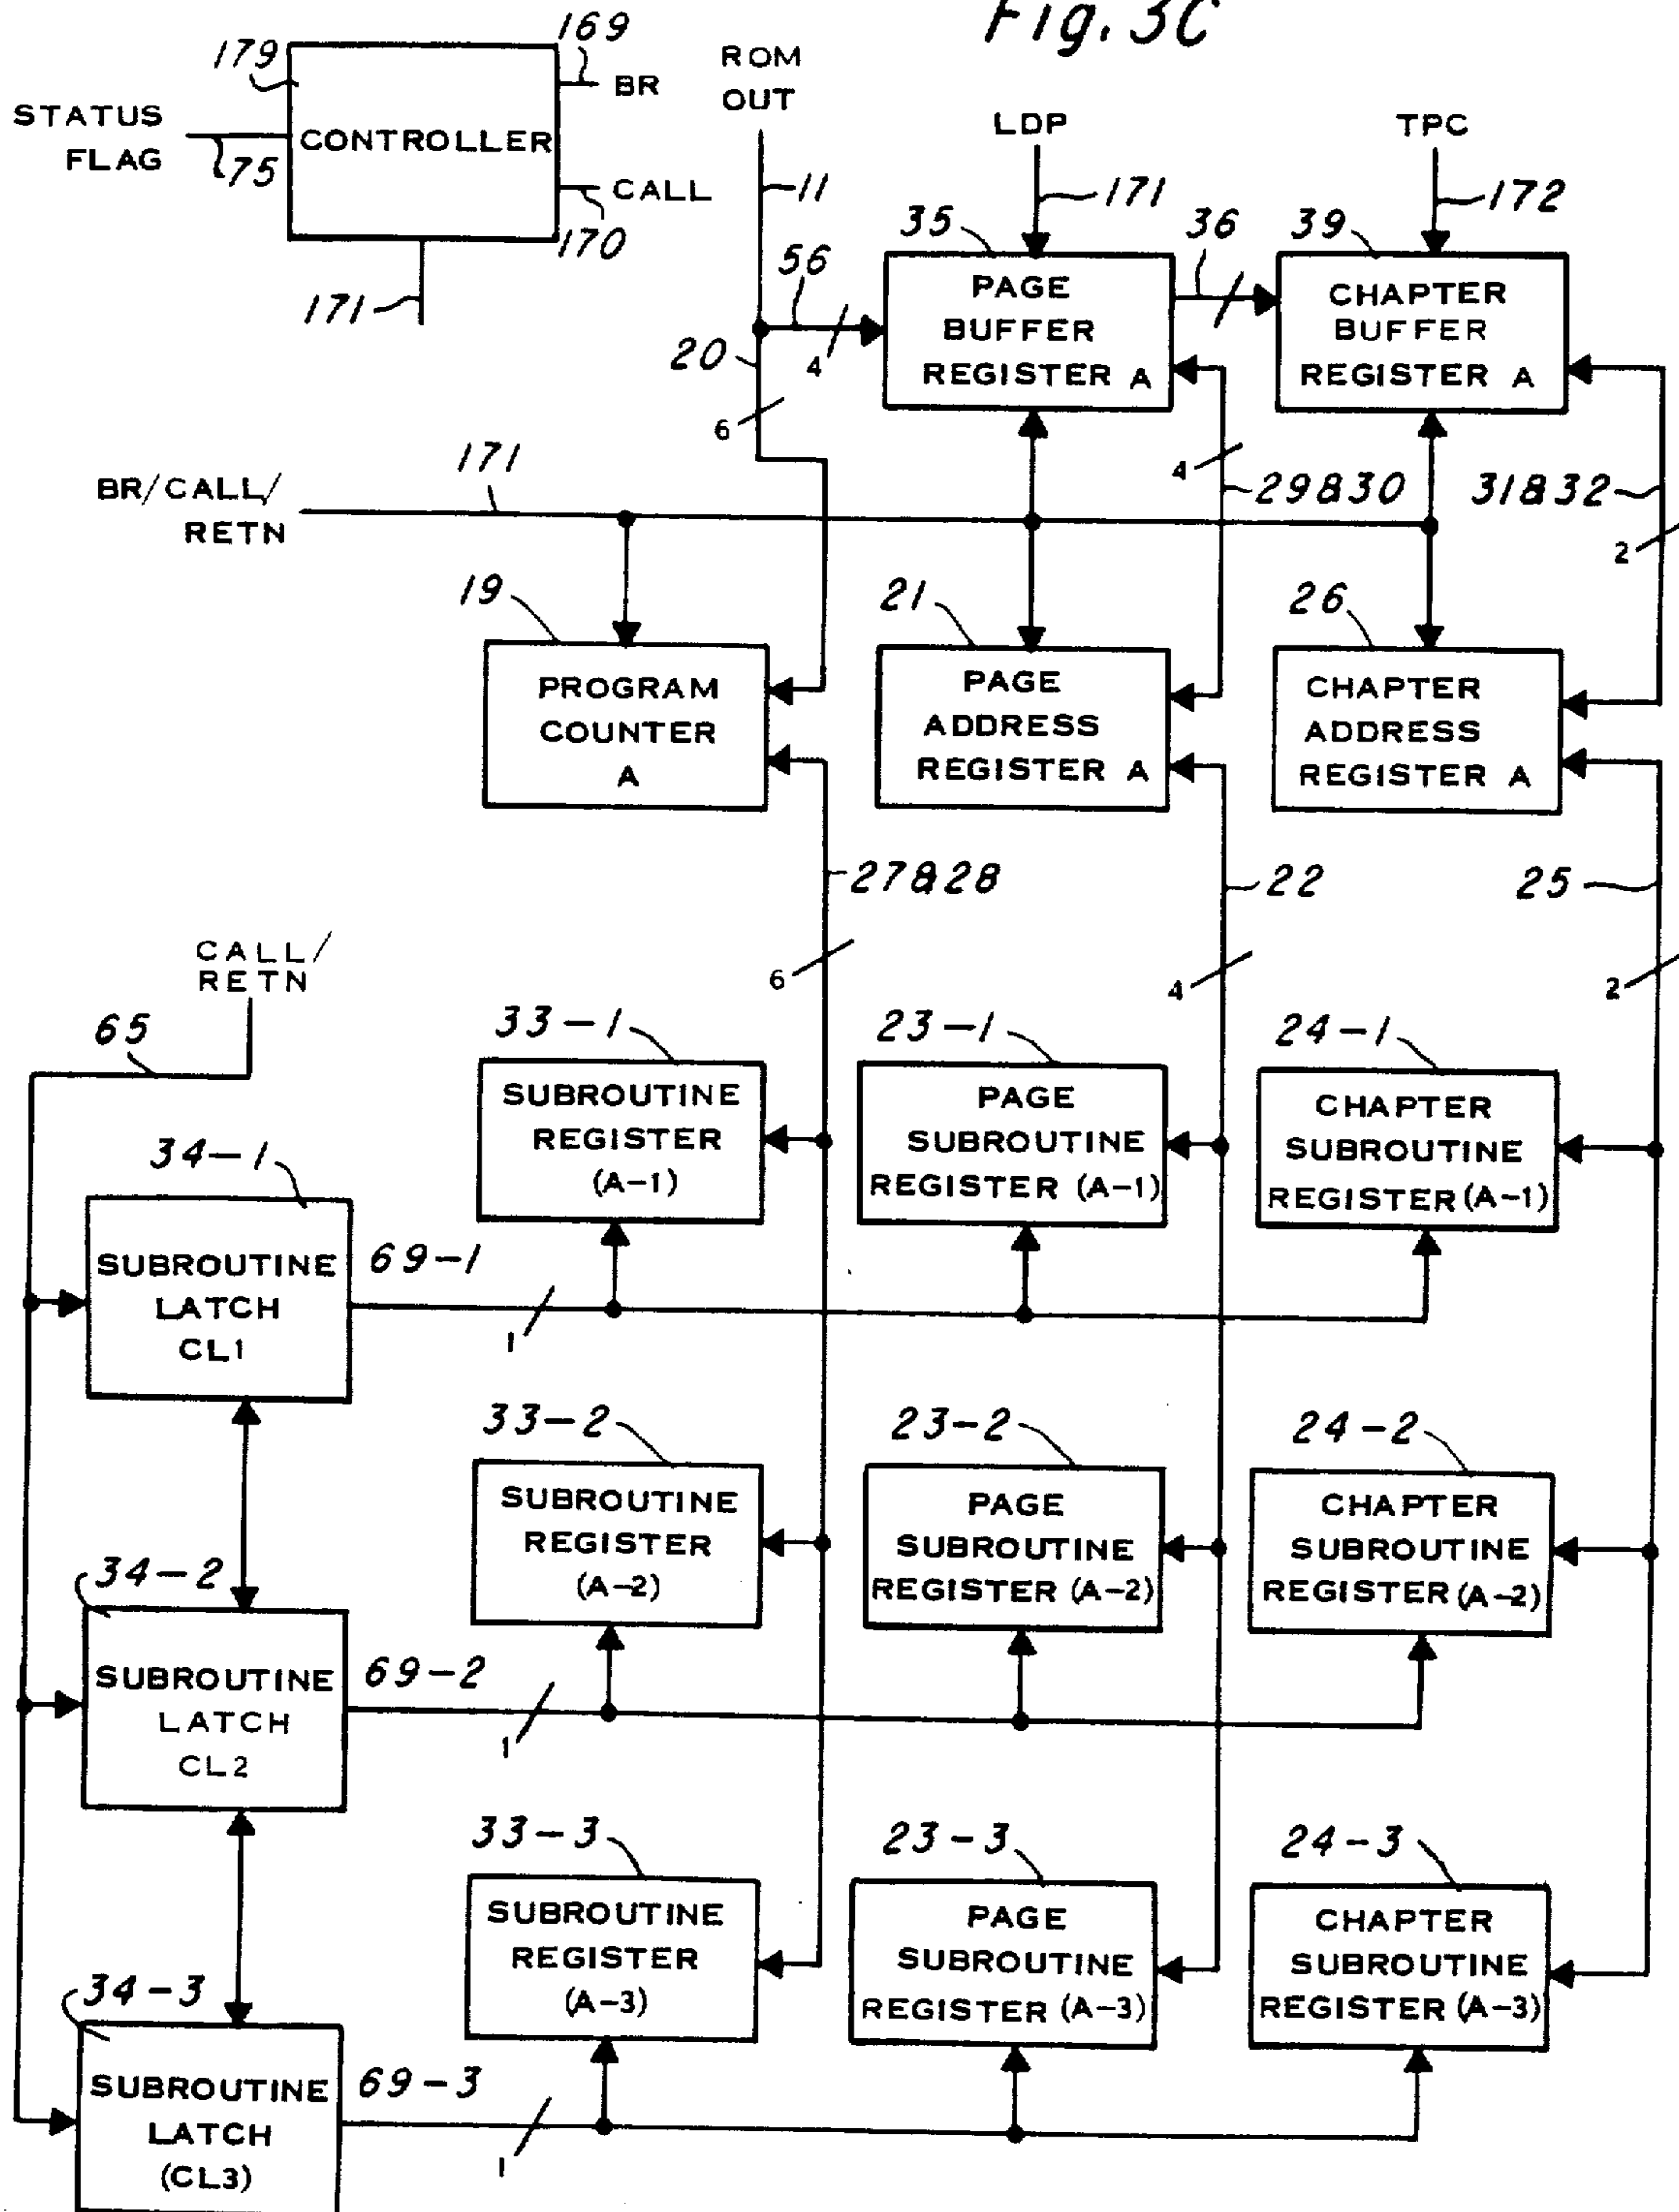 Fig. 3C
179
CONTROLLER
STATUS
FLAG
75
169
BR
CALL
170
171
ROM
OUT
11
LDP
171
TPC
172
35
PAGE
BUFFER
REGISTER A
36
39
CHAPTER
BUFFER
REGISTER A
56
4
20
6
BR/CALL/
RETN
171
4
29&30
31&32
2
19
PROGRAM
COUNTER
A
21
PAGE
ADDRESS
REGISTER A
26
CHAPTER
ADDRESS
REGISTER A
27&28
6
22
4
25
2
CALL/
RETN
65
33-1
SUBROUTINE
REGISTER
(A-1)
23-1
PAGE
SUBROUTINE
REGISTER (A-1)
24-1
CHAPTER
SUBROUTINE
REGISTER (A-1)
34-1
SUBROUTINE
LATCH
CL1
69-1
1
33-2
SUBROUTINE
REGISTER
(A-2)
23-2
PAGE
SUBROUTINE
REGISTER (A-2)
24-2
CHAPTER
SUBROUTINE
REGISTER (A-2)
34-2
SUBROUTINE
LATCH
CL2
69-2
1
33-3
SUBROUTINE
REGISTER
(A-3)
23-3
PAGE
SUBROUTINE
REGISTER (A-3)
24-3
CHAPTER
SUBROUTINE
REGISTER (A-3)
34-3
SUBROUTINE
LATCH
(CL3)
69-3
1